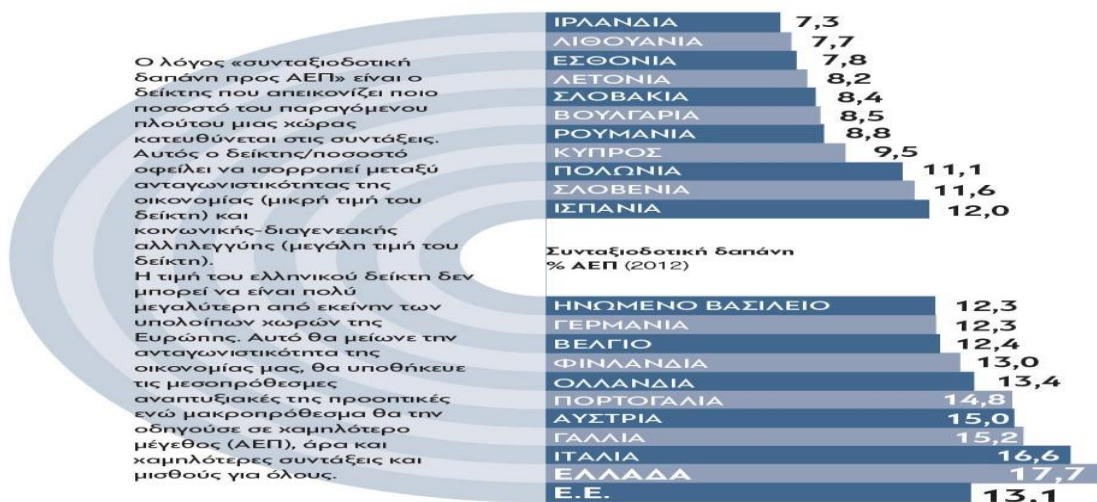 Ο λόγος «συνταξιοδοτική
δαπάνη προς ΑΕΠ» είναι ο
δείκτης που απεικονίζει ποιο
ποσοστό του παραγόμενου
πλούτου μιας χώρας
κατευθύνεται στις συντάξεις.
Αυτός ο δείκτης/ποσοστό
οφείλει να ισορροπεί μεταξύ
ανταγωνιστικότητας της
οικονομίας (μικρή τιμή του
δείκτη) και
κοινωνικής-διαγενεακής
αλληλεγγύης (μεγάλη τιμή του
δείκτη).
Η τιμή του ελληνικού δείκτη δεν
μπορεί να είναι πολύ
μεγαλύτερη από εκείνην των
υπολοίπων χωρών της
Ευρώπης. Αυτό θα μείωνε την
ανταγωνιστικότητα της
οικονομίας μας, θα υποθήκευε
τις μεσοπρόθεσμες
αναπτυξιακές της προοπτικές
ενώ μακροπρόθεσμα θα την
οδηγούσε σε χαμηλότερο
μέγεθος (ΑΕΠ), άρα και
χαμηλότερες συντάξεις και
μισθούς για όλους.
ΙΡΛΑΝΔΙΑ 7,3
ΛΙΘΟΥΑΝΙΑ 7,7
ΕΣΘΟΝΙΑ 7,8
ΛΕΤΟΝΙΑ 8,2
ΣΛΟΒΑΚΙΑ 8,4
ΒΟΥΛΓΑΡΙΑ 8,5
ΡΟΥΜΑΝΙΑ 8,8
ΚΥΠΡΟΣ 9,5
ΠΟΛΩΝΙΑ 11,1
ΣΛΟΒΕΝΙΑ 11,6
ΙΣΠΑΝΙΑ 12,0
Συνταξιοδοτική δαπάνη
% ΑΕΠ (2012)
ΗΝΩΜΕΝΟ ΒΑΣΙΛΕΙΟ 12,3
ΓΕΡΜΑΝΙΑ 12,3
ΒΕΛΓΙΟ 12,4
ΦΙΝΛΑΝΔΙΑ 13,0
ΟΛΛΑΝΔΙΑ 13,4
ΠΟΡΤΟΓΑΛΙΑ 14,8
ΑΥΣΤΡΙΑ 15,0
ΓΑΛΛΙΑ 15,2
ΙΤΑΛΙΑ 16,6
ΕΛΛΑΔΑ 17,7
Ε.Ε. 13,1